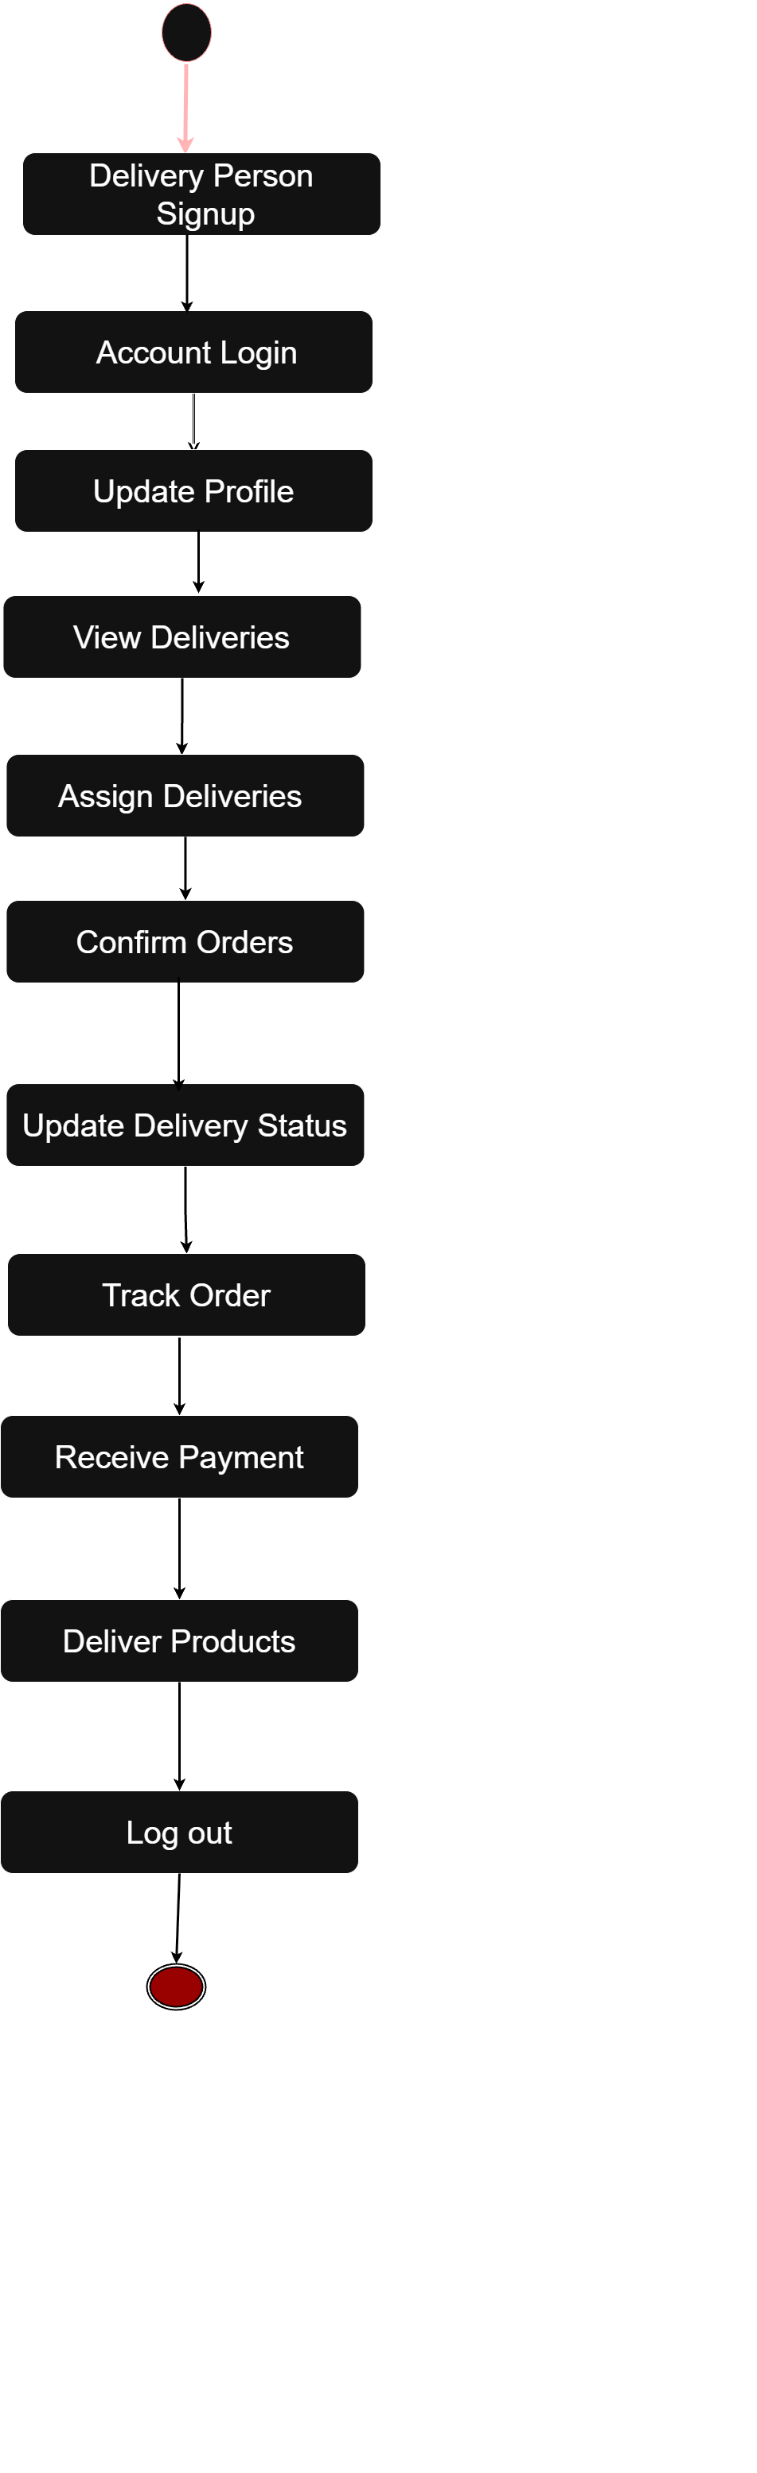 Delivery Person
Signup
Account Login
Update Profile
View Deliveries
Assign Deliveries
Confirm Orders
Update Delivery Status
Track Order
Receive Payment
Deliver Products
Log out